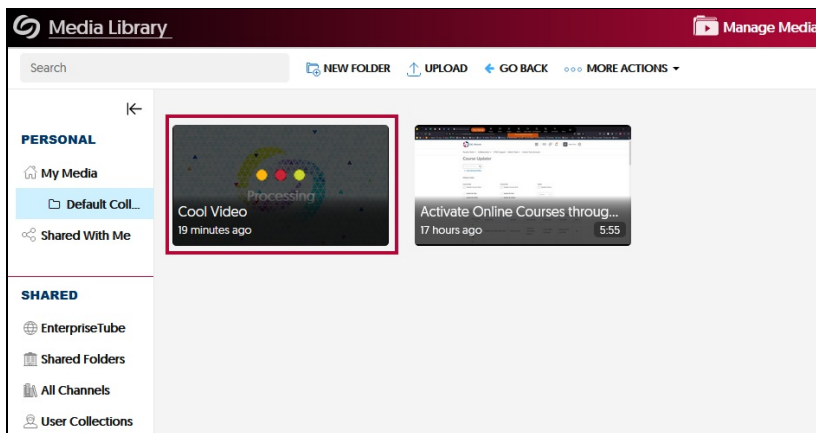 Media Library
Manage Media
Search
NEW FOLDER
UPLOAD
GO BACK
MORE ACTIONS
PERSONAL
My Media
Default Coll...
Shared With Me
SHARED
EnterpriseTube
Shared Folders
All Channels
User Collections
Processing
Cool Video
19 minutes ago
Course Updater
Activate Online Courses throug...
17 hours ago
5:55